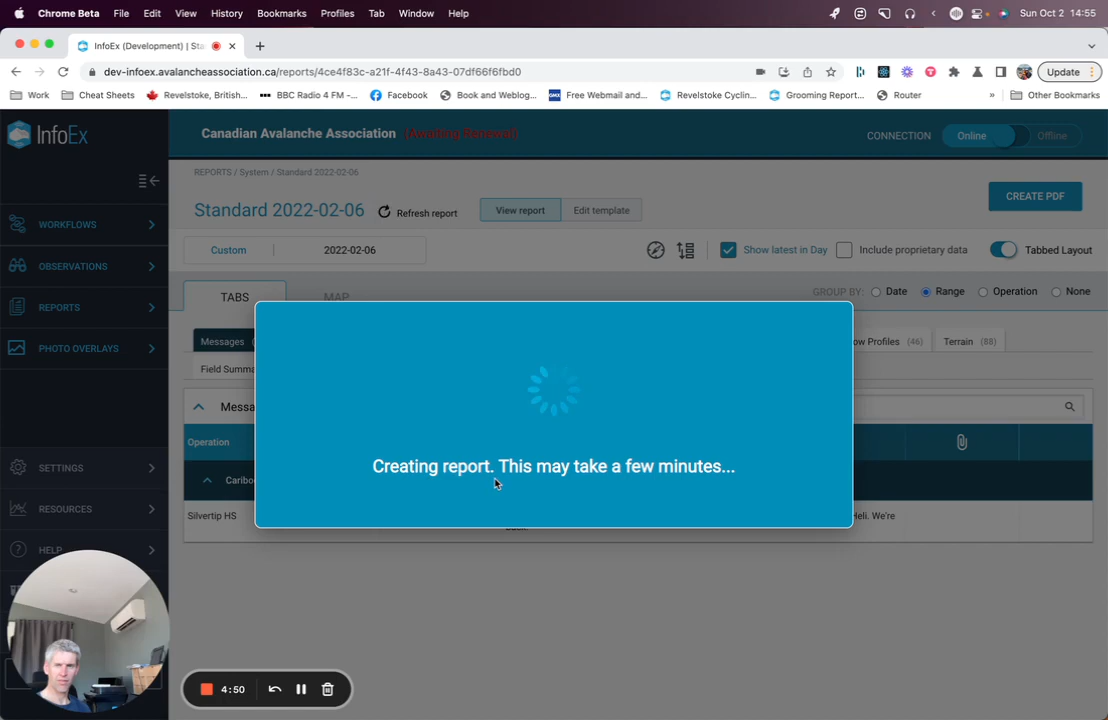 Chrome Beta File Edit View History Bookmarks Profiles Tab Window Help Sun Oct 2 14:55
InfoEx (Development) | Sta
dev-infoex.avalancheassociation.ca/reports/4ce4f83c-a21f-4f43-8a43-07df66f6fbd0 Update
Work Cheat Sheets Revelstoke, British... BBC Radio 4 FM -... Facebook Book and Weblog... Free Webmail and... Revelstoke Cyclin... Grooming Report... Router » Other Bookmarks
InfoEx Canadian Avalanche Association (Awaiting Renewal) CONNECTION Online Offline
REPORTS / System / Standard 2022-02-06
Standard 2022-02-06 Refresh report View report Edit template CREATE PDF
WORKFLOWS
Custom 2022-02-06 Show latest in Day Include proprietary data Tabbed Layout
OBSERVATIONS
TABS MAP GROUP BY: Date Range Operation None
REPORTS
Messages Profiles (46) Terrain (88)
PHOTO OVERLAYS
Field Summa
Messa
Operation
Creating report. This may take a few minutes...
SETTINGS
Cariboo
RESOURCES
Silvertip HS Heli. We're
HELP
4:50